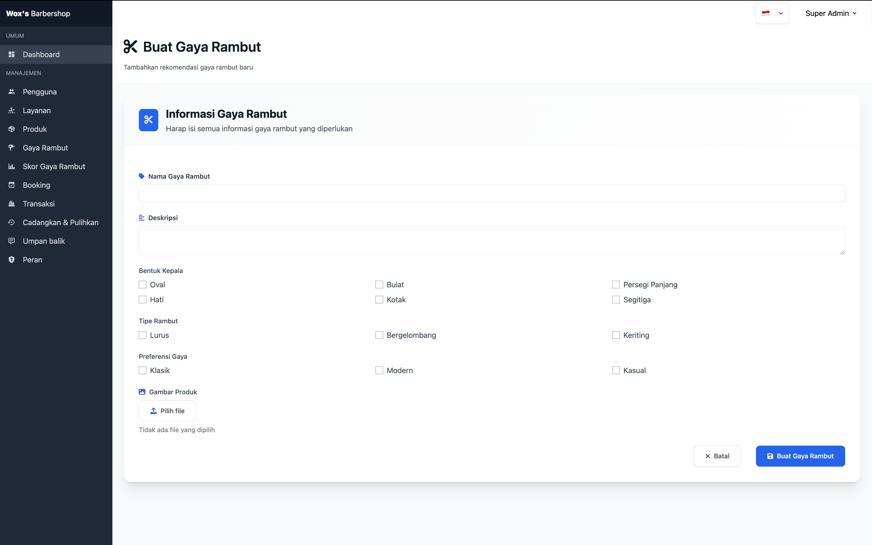 Wox's Barbershop
Super Admin
UMUM
Dashboard
MANAJEMEN
Pengguna
Layanan
Produk
Gaya Rambut
Skor Gaya Rambut
Booking
Transaksi
Cadangkan & Pulihkan
Umpan balik
Peran
Buat Gaya Rambut
Tambahkan rekomendasi gaya rambut baru
Informasi Gaya Rambut
Harap isi semua informasi gaya rambut yang diperlukan
Nama Gaya Rambut
Deskripsi
Bentuk Kepala
Oval Bulat Persegi Panjang
Hati Kotak Segitiga
Tipe Rambut
Lurus Bergelombang Keriting
Preferensi Gaya
Klasik Modern Kasual
Gambar Produk
Pilih file
Tidak ada file yang dipilih
Batal Buat Gaya Rambut